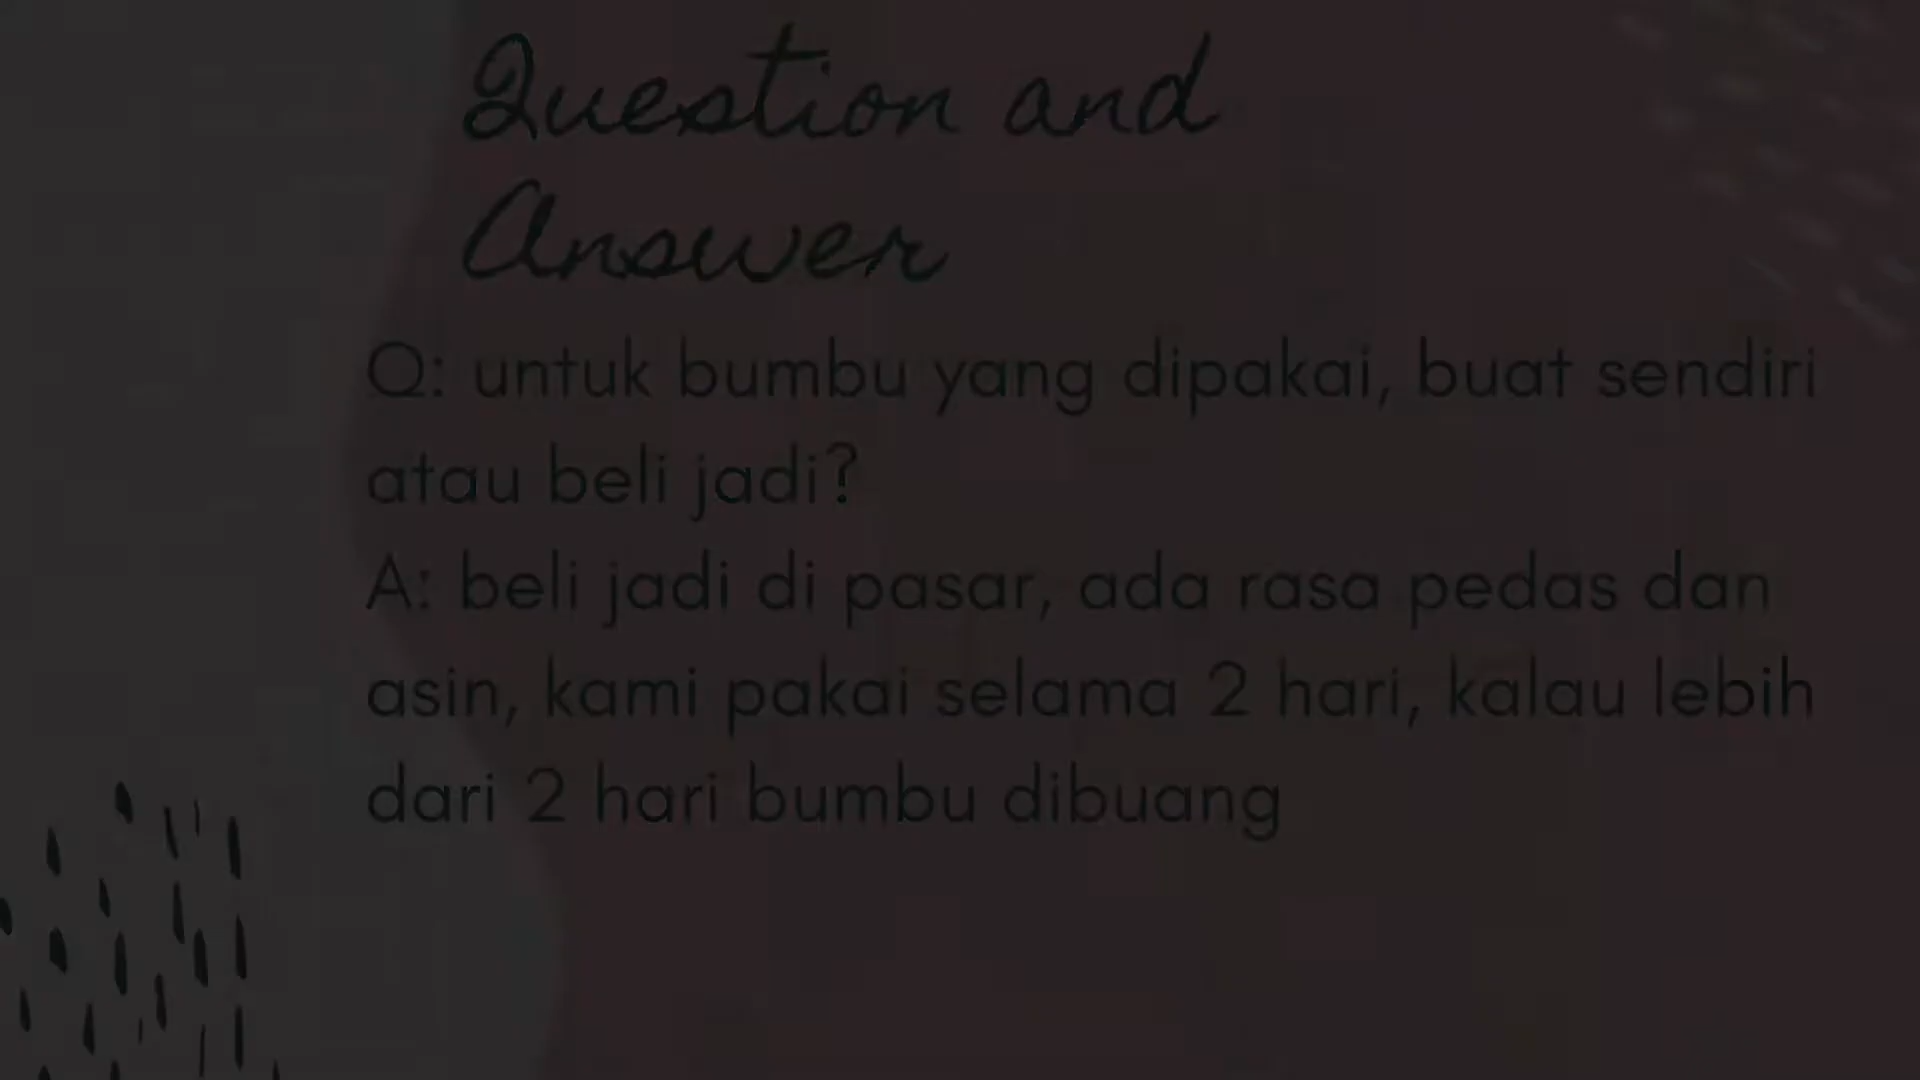 Question and
Answer
Q: untuk bumbu yang dipakai, buat sendiri
atau beli jadi?
A: beli jadi di pasar, ada rasa pedas dan
asin, kami pakai selama 2 hari, kalau lebih
dari 2 hari bumbu dibuang